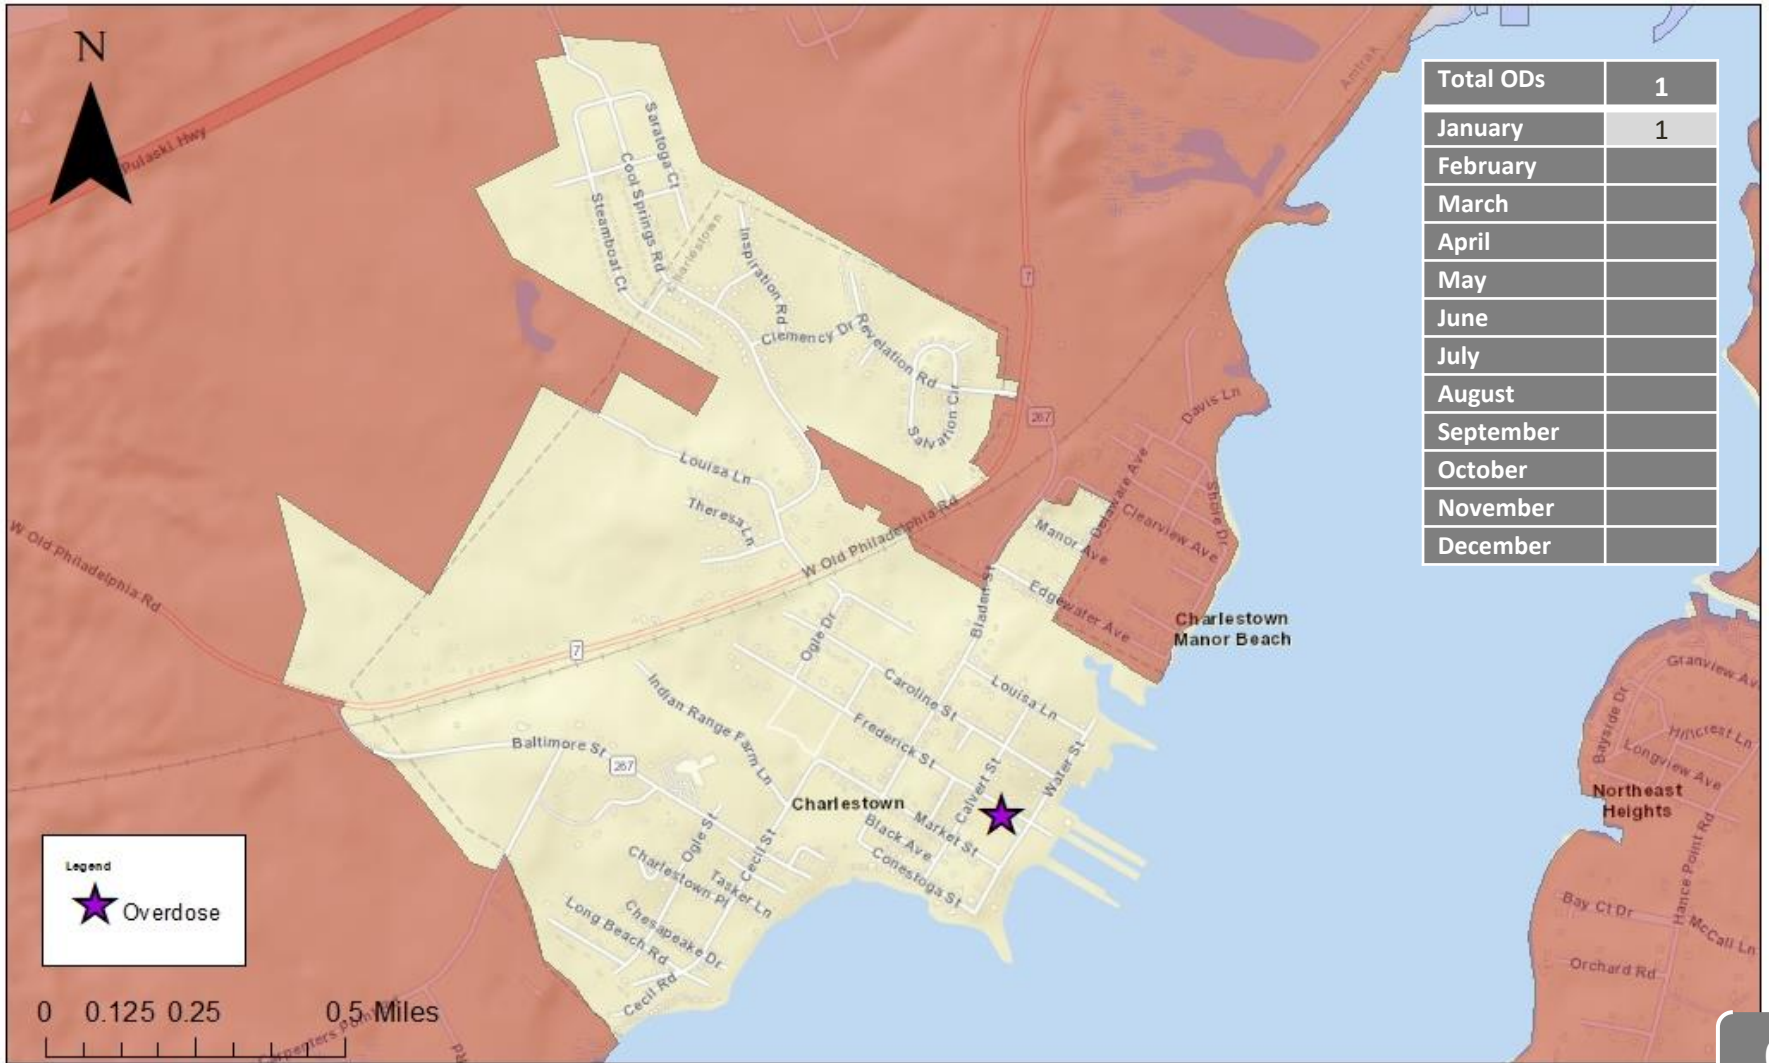 N
Pulaski Hwy
Amtrak
Total ODs 1
January 1
February
March
April
May
June
July
August
September
October
November
December
Saratoga Ct
Cool Springs Rd
Steamboat Ct
Charlestown
Inspiration Rd
Clemency Dr
Revelation Rd
Salvation Cir
7
267
Davis Ln
Delaware Ave
Shore Dr
Clearview Ave
Manor Ave
Edgewater Ave
Louisa Ln
Theresa Ln
W Old Philadelphia Rd
W Old Philadelphia Rd
7
Bladen St
Charlestown
Manor Beach
Ogle Dr
Caroline St
Louisa Ln
Frederick St
Indian Range Farm Ln
Baltimore St
267
Calvert St
Water St
Charlestown
Market St
Black Ave
Conestoga St
Ogle St
Cecil St
Charlestown Pl
Tasker Ln
Chesapeake Dr
Long Beach Rd
Cecil Rd
Granview Av
Bayside Dr
Hillcrest Ln
Longview Ave
Northeast
Heights
Hance Point Rd
Bay Ct Dr
McCall Ln
Orchard Rd
Legend
Overdose
0 0.125 0.25 0.5 Miles
Carpenters Point
Rd